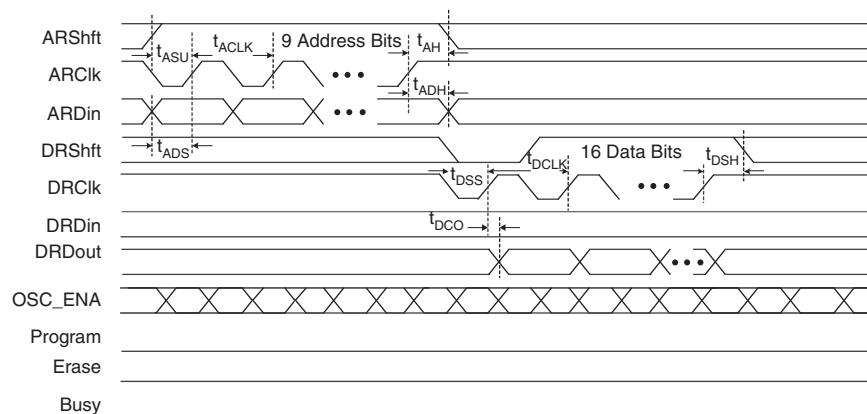 ARShft
tASU
tACLK
9 Address Bits
tAH
ARClk
tADH
ARDin
tADS
DRShft
16 Data Bits
tDSS
tDCLK
tDSH
DRClk
DRDin
tDCO
DRDout
OSC_ENA
Program
Erase
Busy